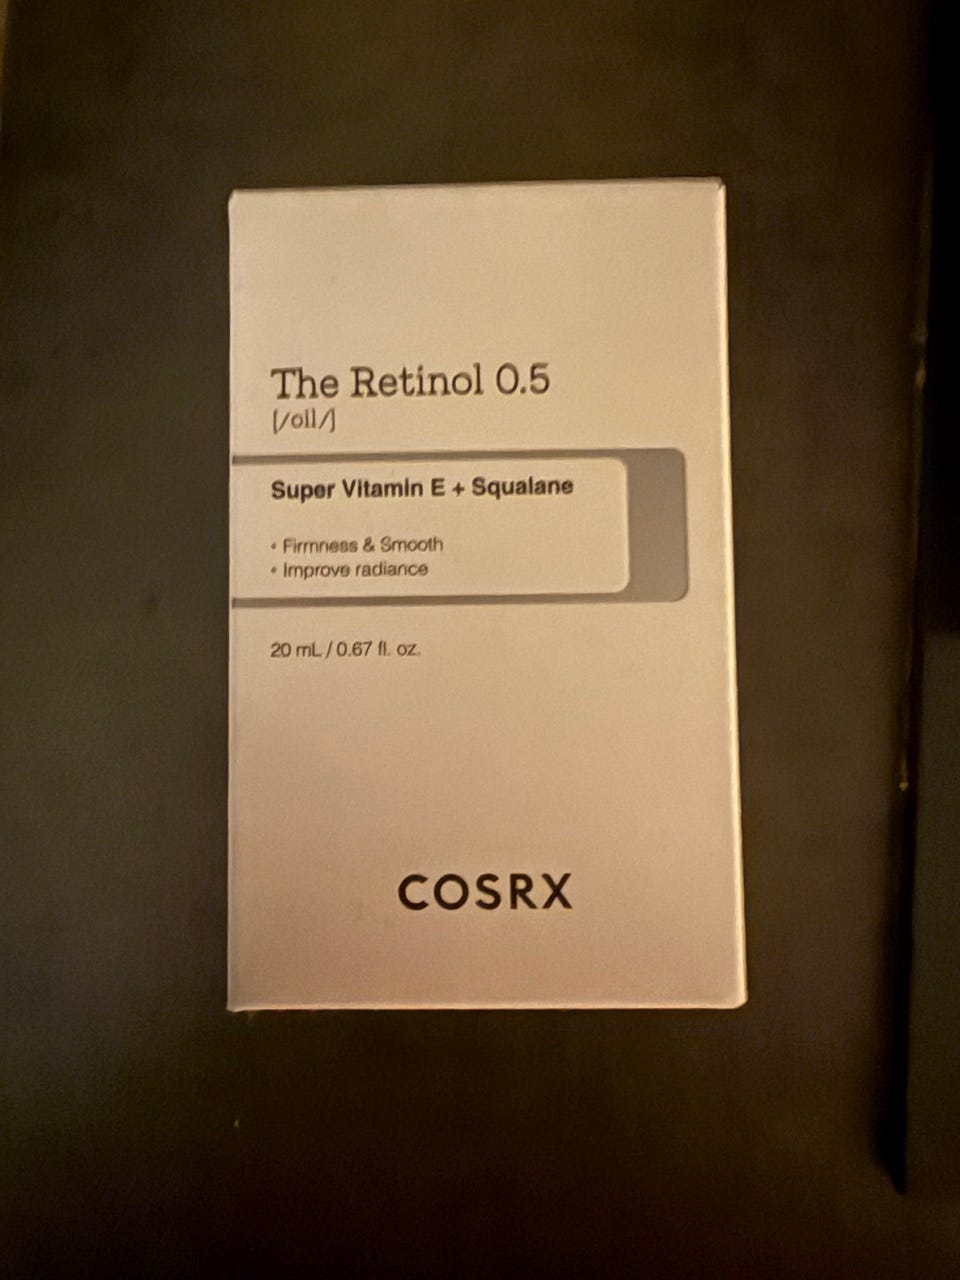 The Retinol 0.5
[/oil/]
Super Vitamin E + Squalane
• Firmness & Smooth
• Improve radiance
20 mL / 0.67 fl. oz.
COSRX